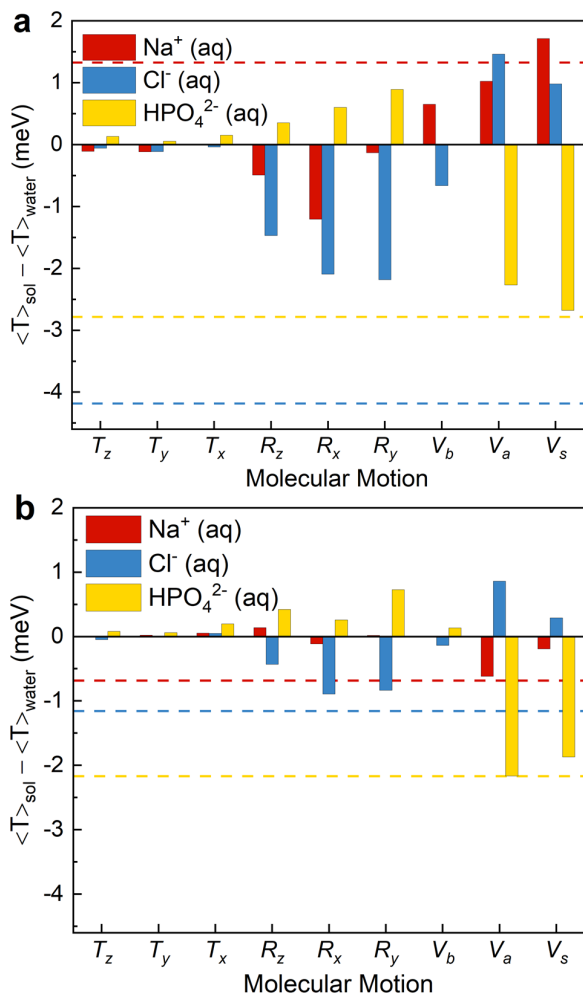 a
Na⁺ (aq)
Cl⁻ (aq)
HPO₄²⁻ (aq)
<T>sol − <T>water (meV)
2
1
0
-1
-2
-3
-4
Tz Ty Tx Rz Rx Ry Vb Va Vs
Molecular Motion
b
Na⁺ (aq)
Cl⁻ (aq)
HPO₄²⁻ (aq)
<T>sol − <T>water (meV)
2
1
0
-1
-2
-3
-4
Tz Ty Tx Rz Rx Ry Vb Va Vs
Molecular Motion